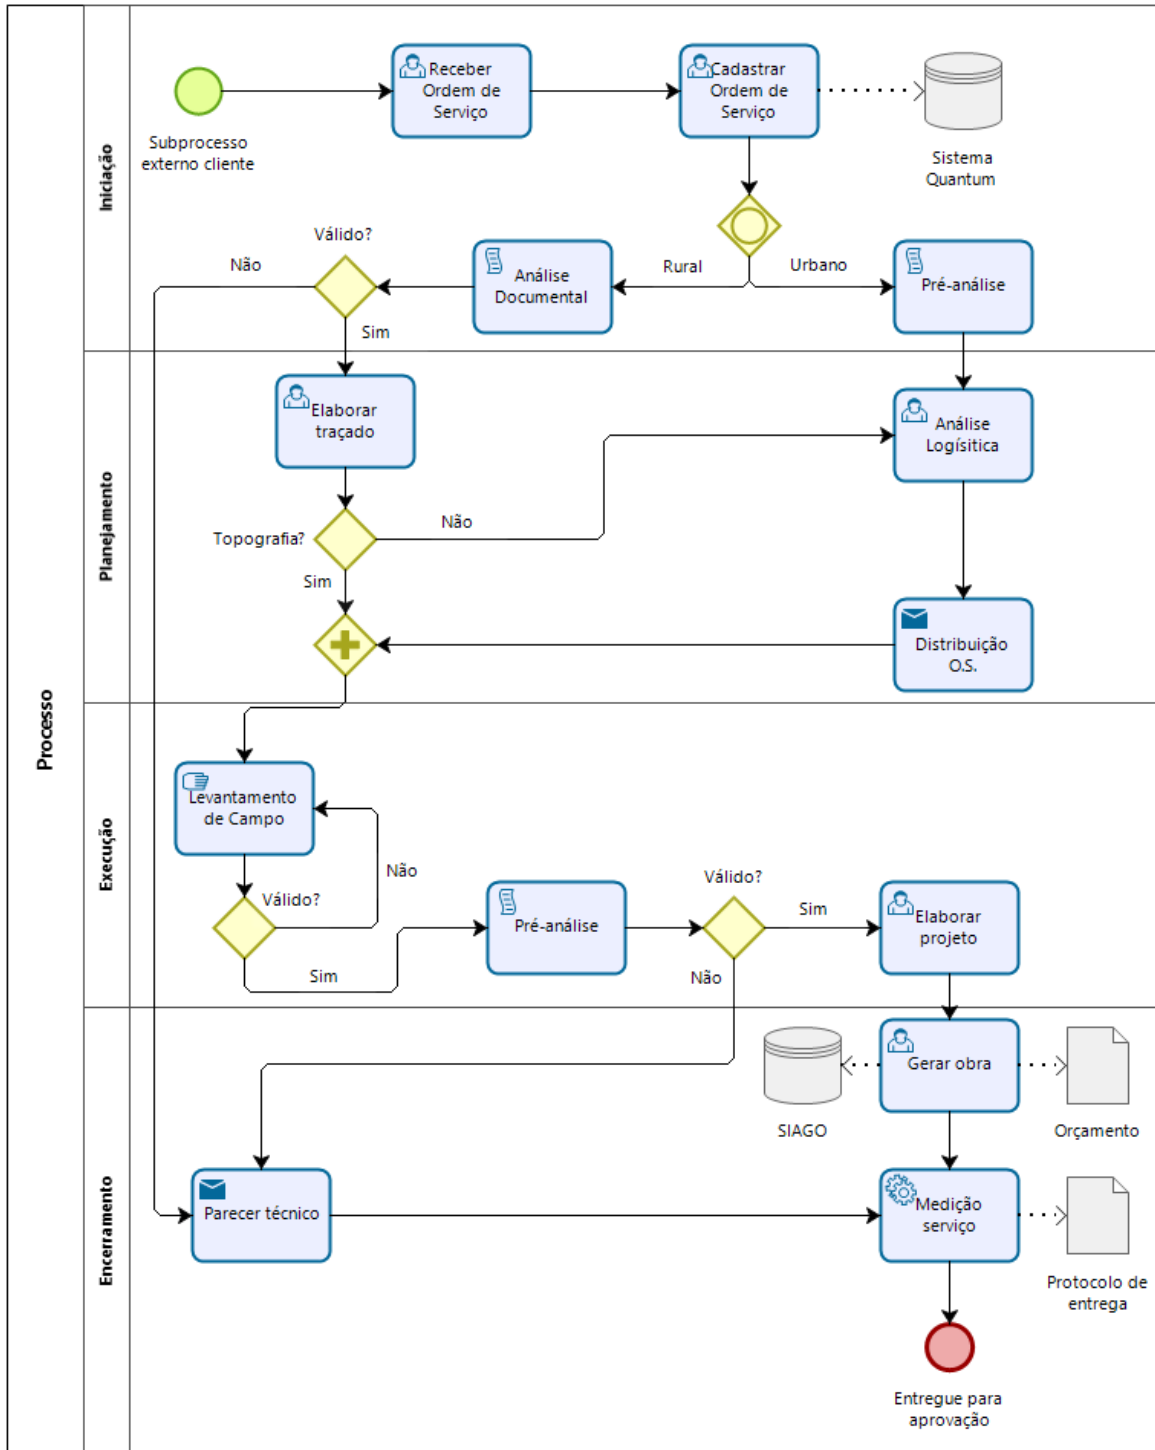 Processo
Iniciação
Subprocesso
externo cliente
Receber
Ordem de
Serviço
Cadastrar
Ordem de
Serviço
Sistema
Quantum
Válido?
Não
Sim
Análise
Documental
Rural
Urbano
Pré-análise
Planejamento
Elaborar
traçado
Análise
Logísitica
Topografia?
Não
Sim
Distribuição
O.S.
Execução
Levantamento
de Campo
Válido?
Não
Sim
Pré-análise
Válido?
Sim
Não
Elaborar
projeto
Encerramento
SIAGO
Gerar obra
Orçamento
Parecer técnico
Medição
serviço
Protocolo de
entrega
Entregue para
aprovação